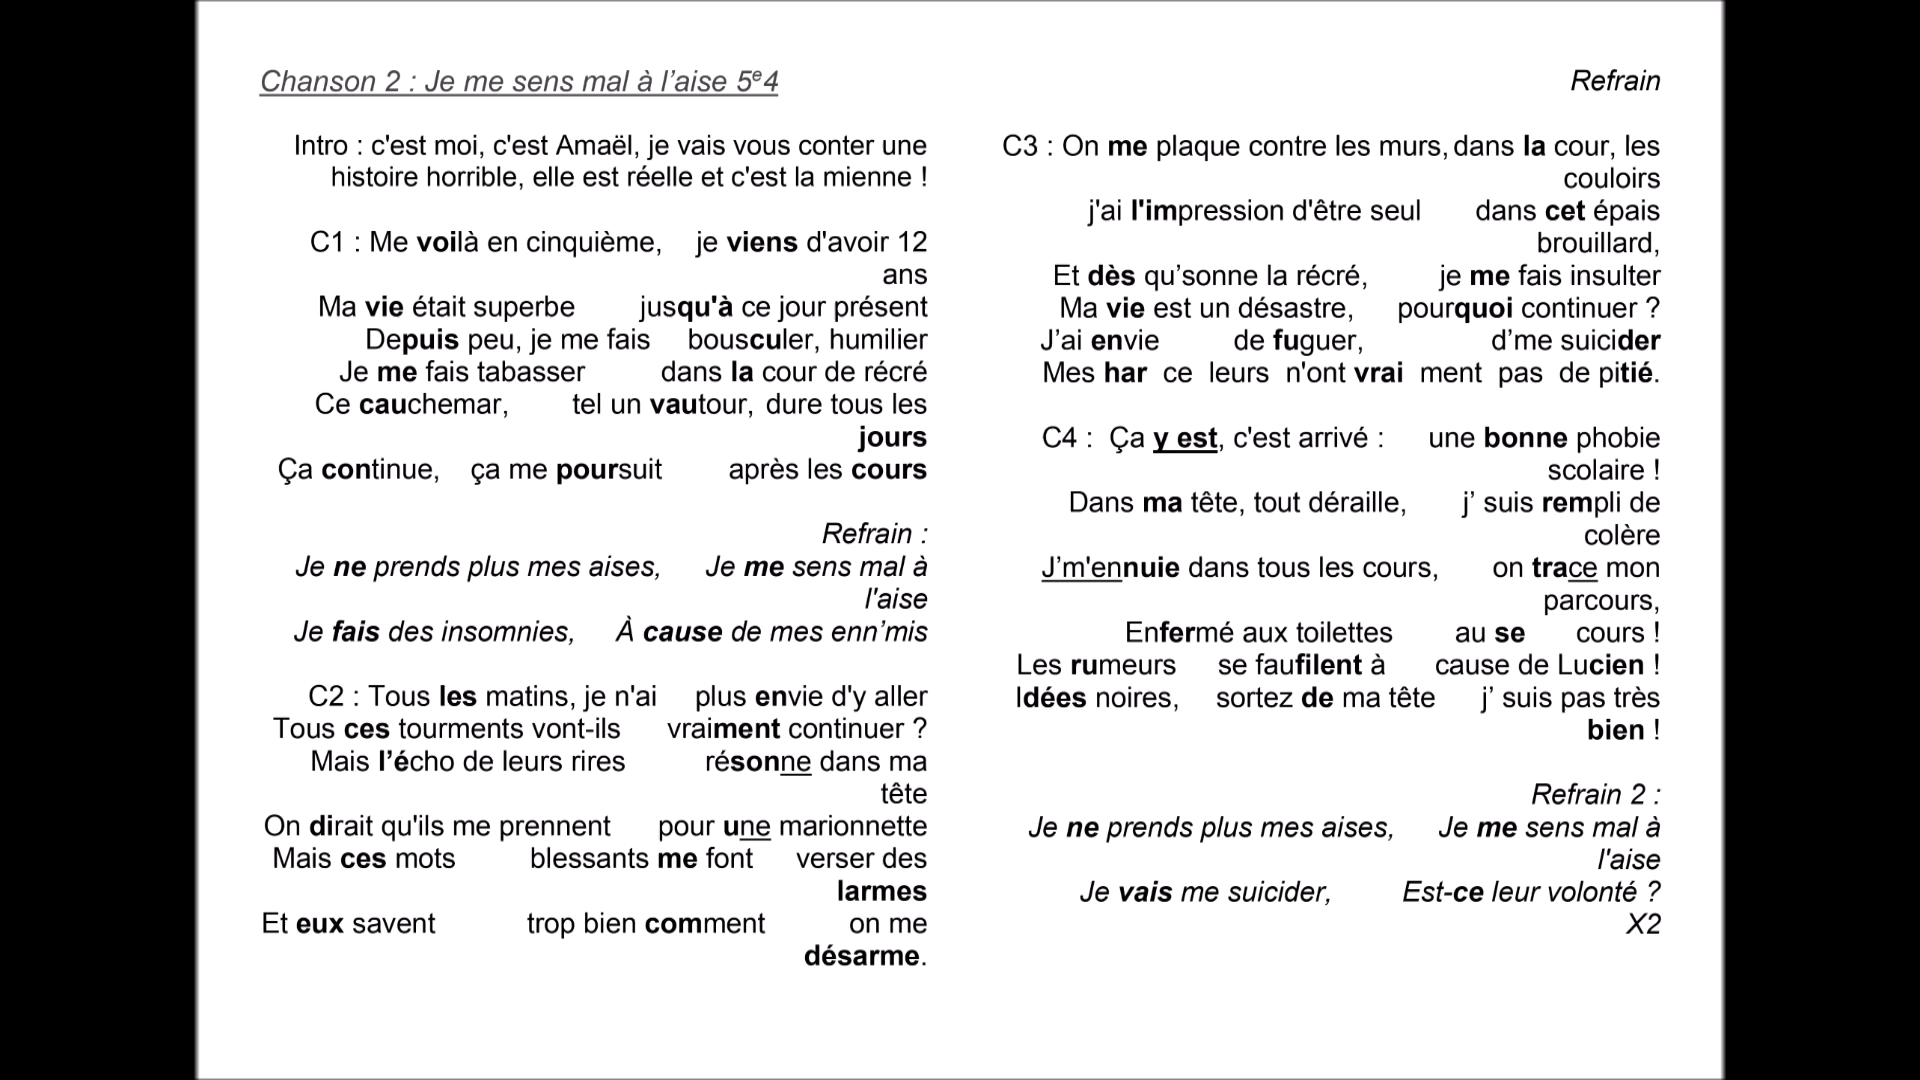 Chanson 2 : Je me sens mal à l’aise 5e4
Intro : c'est moi, c'est Amaël, je vais vous conter une
histoire horrible, elle est réelle et c'est la mienne !
C1 : Me voilà en cinquième, je viens d'avoir 12
ans
Ma vie était superbe jusqu'à ce jour présent
Depuis peu, je me fais bousculer, humilier
Je me fais tabasser dans la cour de récré
Ce cauchemar, tel un vautour, dure tous les
jours
Ça continue, ça me poursuit après les cours
Refrain :
Je ne prends plus mes aises, Je me sens mal à
l'aise
Je fais des insomnies, À cause de mes enn’mis
C2 : Tous les matins, je n'ai plus envie d'y aller
Tous ces tourments vont-ils vraiment continuer ?
Mais l’écho de leurs rires résonne dans ma
tête
On dirait qu'ils me prennent pour une marionnette
Mais ces mots blessants me font verser des
larmes
Et eux savent trop bien comment on me
désarme.
Refrain
C3 : On me plaque contre les murs, dans la cour, les
couloirs
j'ai l'impression d'être seul dans cet épais
brouillard,
Et dès qu’sonne la récré, je me fais insulter
Ma vie est un désastre, pourquoi continuer ?
J’ai envie de fuguer, d’me suicider
Mes har ce leurs n'ont vrai ment pas de pitié.
C4 : Ça y est, c'est arrivé : une bonne phobie
scolaire !
Dans ma tête, tout déraille, j’ suis rempli de
colère
J’m'ennuie dans tous les cours, on trace mon
parcours,
Enfermé aux toilettes au se cours !
Les rumeurs se faufilent à cause de Lucien !
Idées noires, sortez de ma tête j’ suis pas très
bien !
Refrain 2 :
Je ne prends plus mes aises, Je me sens mal à
l'aise
Je vais me suicider, Est-ce leur volonté ?
X2